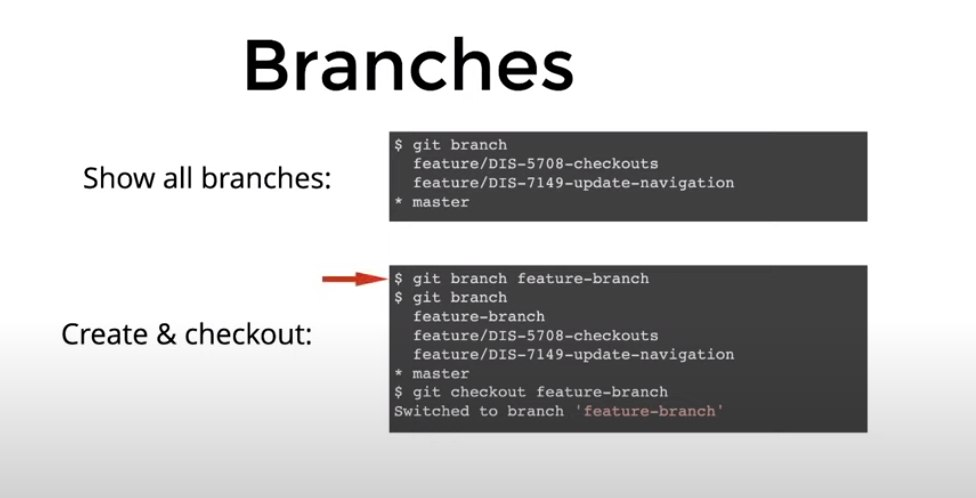 Branches
Show all branches:
$ git branch
  feature/DIS-5708-checkouts
  feature/DIS-7149-update-navigation
* master
Create & checkout:
$ git branch feature-branch
$ git branch
  feature-branch
  feature/DIS-5708-checkouts
  feature/DIS-7149-update-navigation
* master
$ git checkout feature-branch
Switched to branch 'feature-branch'